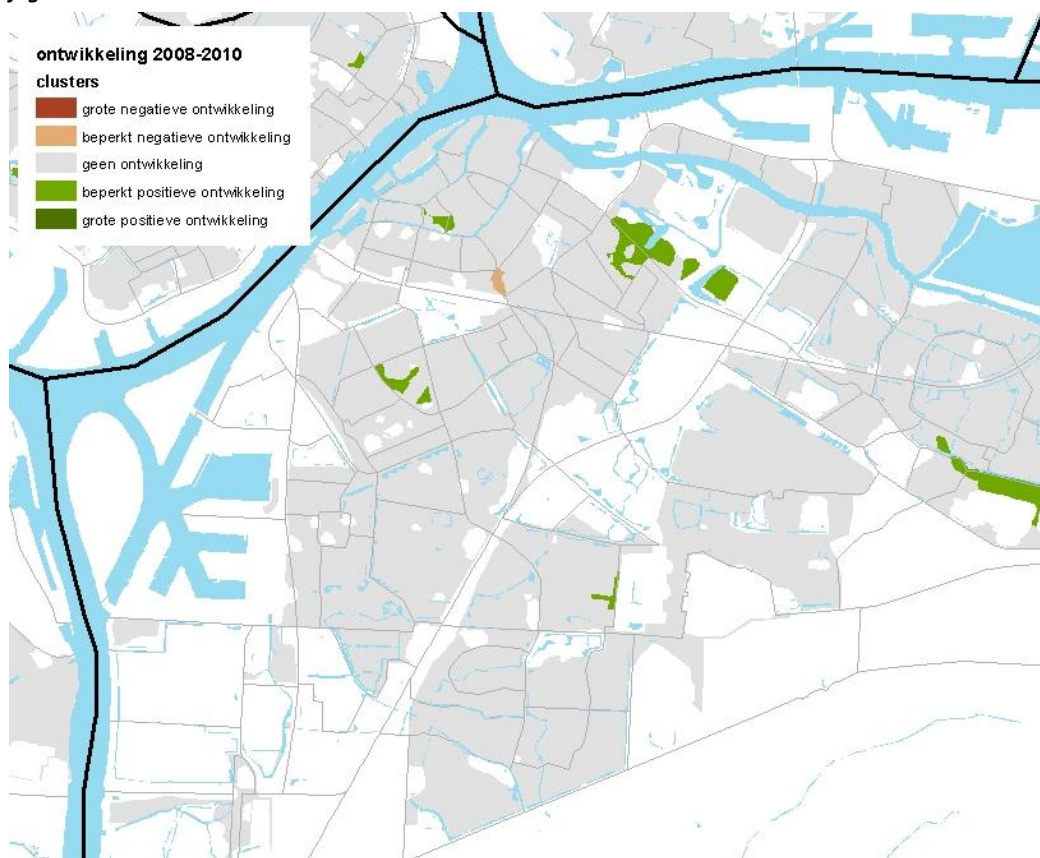 ontwikkeling 2008-2010
clusters
grote negatieve ontwikkeling
beperkt negatieve ontwikkeling
geen ontwikkeling
beperkt positieve ontwikkeling
grote positieve ontwikkeling